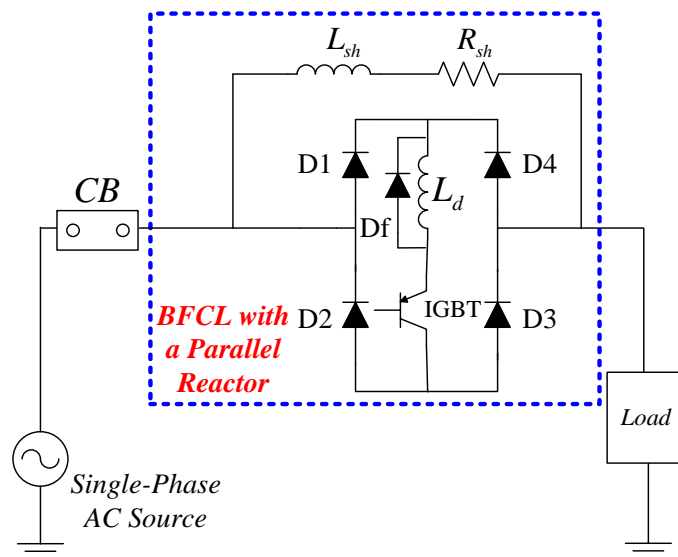 L_sh
R_sh
D1
D4
CB
L_d
Df
IGBT
D2
D3
BFCL with
a Parallel
Reactor
Load
Single-Phase
AC Source